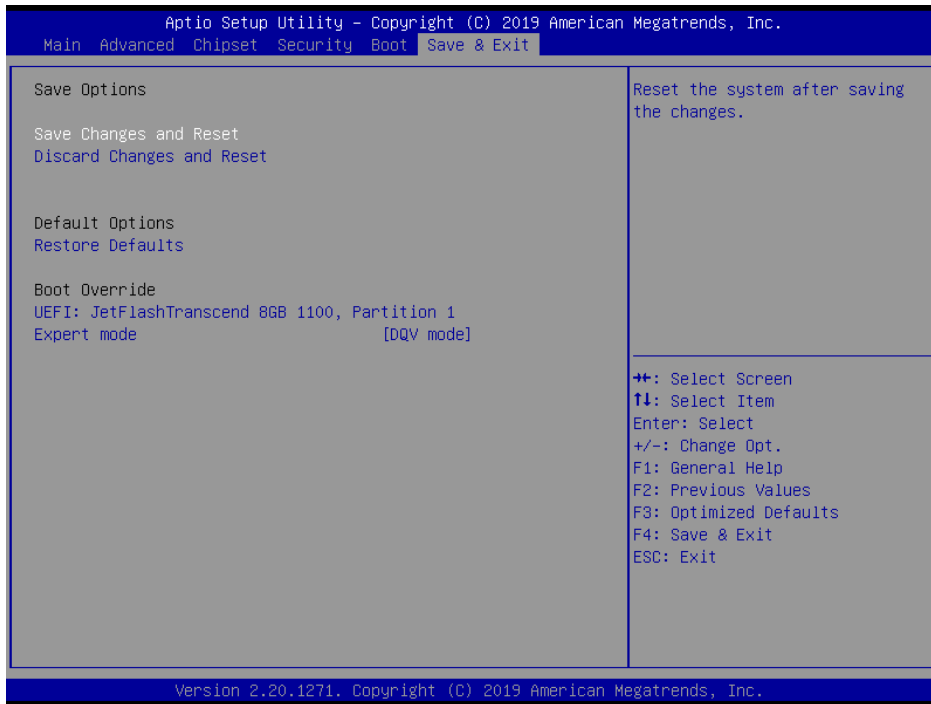 Aptio Setup Utility – Copyright (C) 2019 American Megatrends, Inc.
Main Advanced Chipset Security Boot Save & Exit
Save Options
Save Changes and Reset
Discard Changes and Reset
Default Options
Restore Defaults
Boot Override
UEFI: JetFlashTranscend 8GB 1100, Partition 1
Expert mode [DQV mode]
Reset the system after saving
the changes.
→←: Select Screen
↑↓: Select Item
Enter: Select
+/-: Change Opt.
F1: General Help
F2: Previous Values
F3: Optimized Defaults
F4: Save & Exit
ESC: Exit
Version 2.20.1271. Copyright (C) 2019 American Megatrends, Inc.